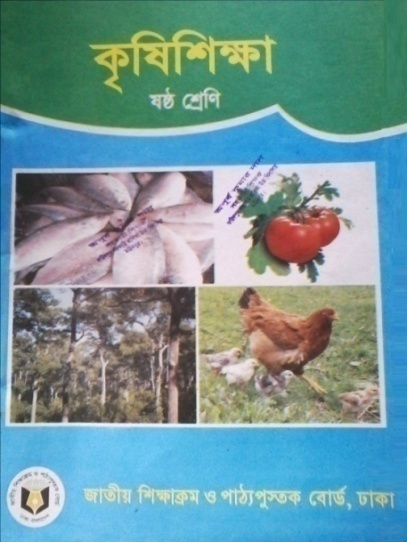 কৃষিশিক্ষা
ষষ্ঠ শ্রেণি
জাতীয় শিক্ষাক্রম ও পাঠ্যপুস্তক বোর্ড, ঢাকা